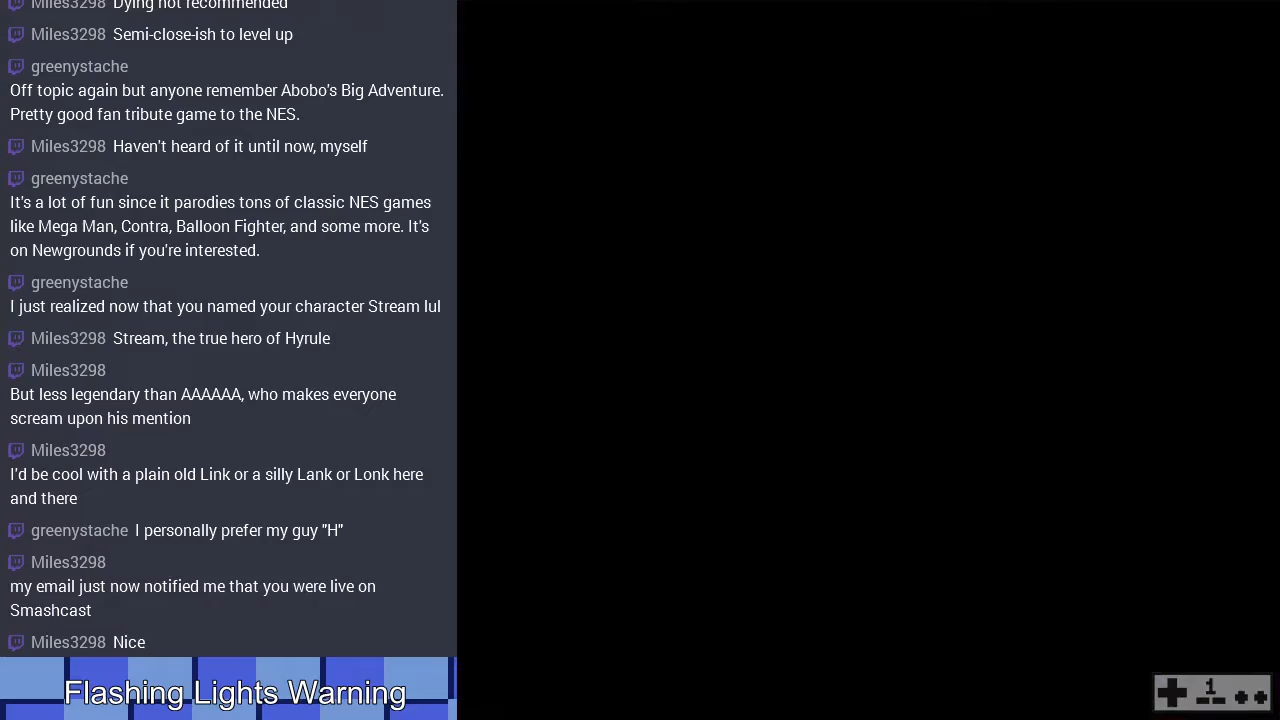 Miles3298 Dying not recommended
Miles3298 Semi-close-ish to level up
greenystache
Off topic again but anyone remember Abobo's Big Adventure.
Pretty good fan tribute game to the NES.
Miles3298 Haven't heard of it until now, myself
greenystache
It's a lot of fun since it parodies tons of classic NES games
like Mega Man, Contra, Balloon Fighter, and some more. It's
on Newgrounds if you're interested.
greenystache
I just realized now that you named your character Stream lul
Miles3298 Stream, the true hero of Hyrule
Miles3298
But less legendary than AAAAAA, who makes everyone
scream upon his mention
Miles3298
I'd be cool with a plain old Link or a silly Lank or Lonk here
and there
greenystache I personally prefer my guy "H"
Miles3298
my email just now notified me that you were live on
Smashcast
Miles3298 Nice
Flashing Lights Warning
1